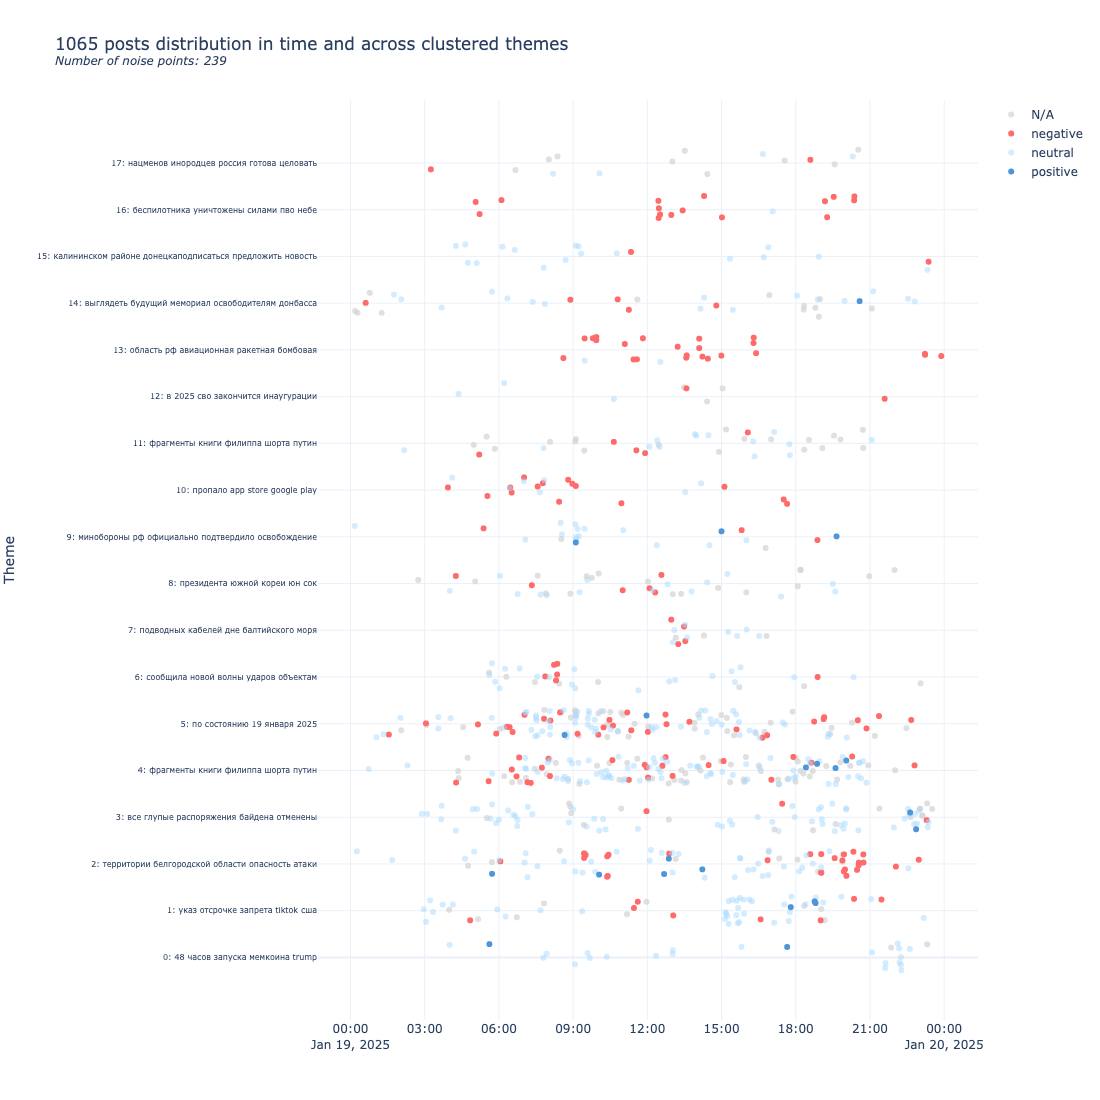 1065 posts distribution in time and across clustered themes
Number of noise points: 239
N/A
negative
neutral
positive
17: нацменов инородцев россия готова целовать
16: беспилотника уничтожены силами пво небе
15: калининском районе донецкаподписаться предложить новость
14: выглядеть будущий мемориал освободителям донбасса
13: область рф авиационная ракетная бомбовая
12: в 2025 сво закончится инаугурации
11: фрагменты книги филиппа шорта путин
10: пропало app store google play
9: минобороны рф официально подтвердило освобождение
8: президента южной кореи юн сок
7: подводных кабелей дне балтийского моря
6: сообщила новой волны ударов объектам
5: по состоянию 19 января 2025
4: фрагменты книги филиппа шорта путин
3: все глупые распоряжения байдена отменены
2: территории белгородской области опасность атаки
1: указ отсрочке запрета tiktok сша
0: 48 часов запуска мемкоина trump
Theme
00:00 03:00 06:00 09:00 12:00 15:00 18:00 21:00 00:00
Jan 19, 2025 Jan 20, 2025